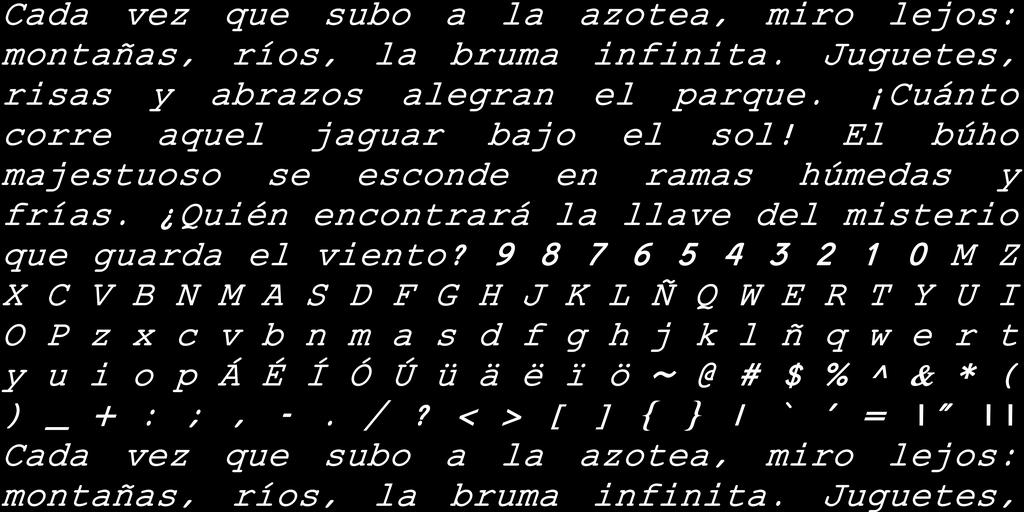 Cada vez que subo a la azotea, miro lejos:
montañas, ríos, la bruma infinita. Juguetes,
risas y abrazos alegran el parque. ¡Cuánto
corre aquel jaguar bajo el sol! El búho
majestuoso se esconde en ramas húmedas y
frías. ¿Quién encontrará la llave del misterio
que guarda el viento? 9 8 7 6 5 4 3 2 1 0 M Z
X C V B N M A S D F G H J K L Ñ Q W E R T Y U I
O P z x c v b n m a s d f g h j k l ñ q w e r t
y u i o p Á É Í Ó Ú ü ä ë ï ö ~ @ # $ % ^ & * (
) _ + : ; , - . / ? < > [ ] { } | ` ' = |" ||
Cada vez que subo a la azotea, miro lejos:
montañas, ríos, la bruma infinita. Juguetes,